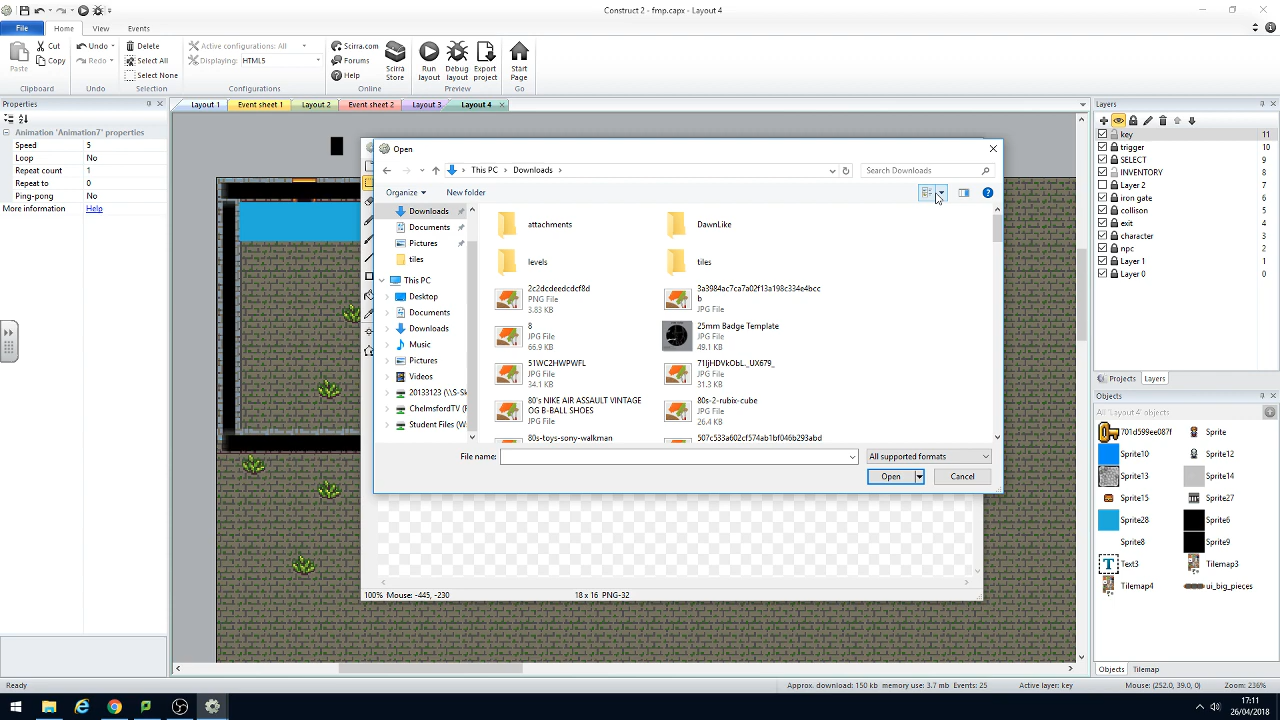 Construct 2 - fmp.capx - Layout 4
File
Home
View
Events
Paste
Cut
Copy
Clipboard
Undo
Redo
Undo
Delete
Select All
Select None
Selection
Active configurations: All
Displaying: HTML5
Configurations
Scirra.com
Forums
Help
Online
Scirra Store
Run layout
Debug layout
Export project
Preview
Start Page
Go
Properties
Layout 1
Event sheet 1
Layout 2
Event sheet 2
Layout 3
Layout 4
Animation 'Animation7' properties
Speed 5
Loop No
Repeat count 1
Repeat to 0
Ping-pong No
More information Help
Open
This PC
Downloads
Search Downloads
Organize
New folder
Downloads
Documents
Pictures
tiles
This PC
Desktop
Documents
Downloads
Music
Pictures
Videos
20133123 (\\S-Sl
ChelmsfordTV (F
Student Files (W
attachments
DawnLike
levels
tiles
2c2dcdeedcdcf8d
PNG File
3.83 KB
3a3984ac7ca7a02f13a198c334e4bcc
b
JPG File
8
JPG File
66.9 KB
25mm Badge Template
JPG File
49.1 KB
51WC2HWPWFL
JPG File
34.1 KB
71IjHDVkObL._UX679_
JPG File
31.3 KB
80's NIKE AIR ASSAULT VINTAGE
OG B-BALL SHOES
JPG File
80s-2-rubix-cube
JPG File
26.4 KB
80s-toys-sony-walkman
507c533a602cf574ab1bf046b293abd
File name:
All supported formats
Open
Cancel
100% Mouse: -445, -230
18 x 16 PNG-32
Layers
key 11
trigger 10
SELECT 9
INVENTORY 8
Layer 2 7
iron gate 6
collision 5
exit 4
character 3
npc 2
Layer 1 1
Layer 0 0
Projects
Layers
Objects
All 'Layout 4' objects
701d599ee087f
Sprite
Sprite10
Sprite12
Sprite13
Sprite14
Sprite15
Sprite27
Sprite28
Sprite6
Sprite8
Sprite9
Text3
Tilemap3
Tilemap4
ui_big_pieces
Objects
Tilemap
Ready
Approx. download: 150 kb
memory use: 3.7 mb
Events: 25
Active layer: key
Mouse: (252.0, 39.0, 0)
Zoom: 236%
17:11
26/04/2018